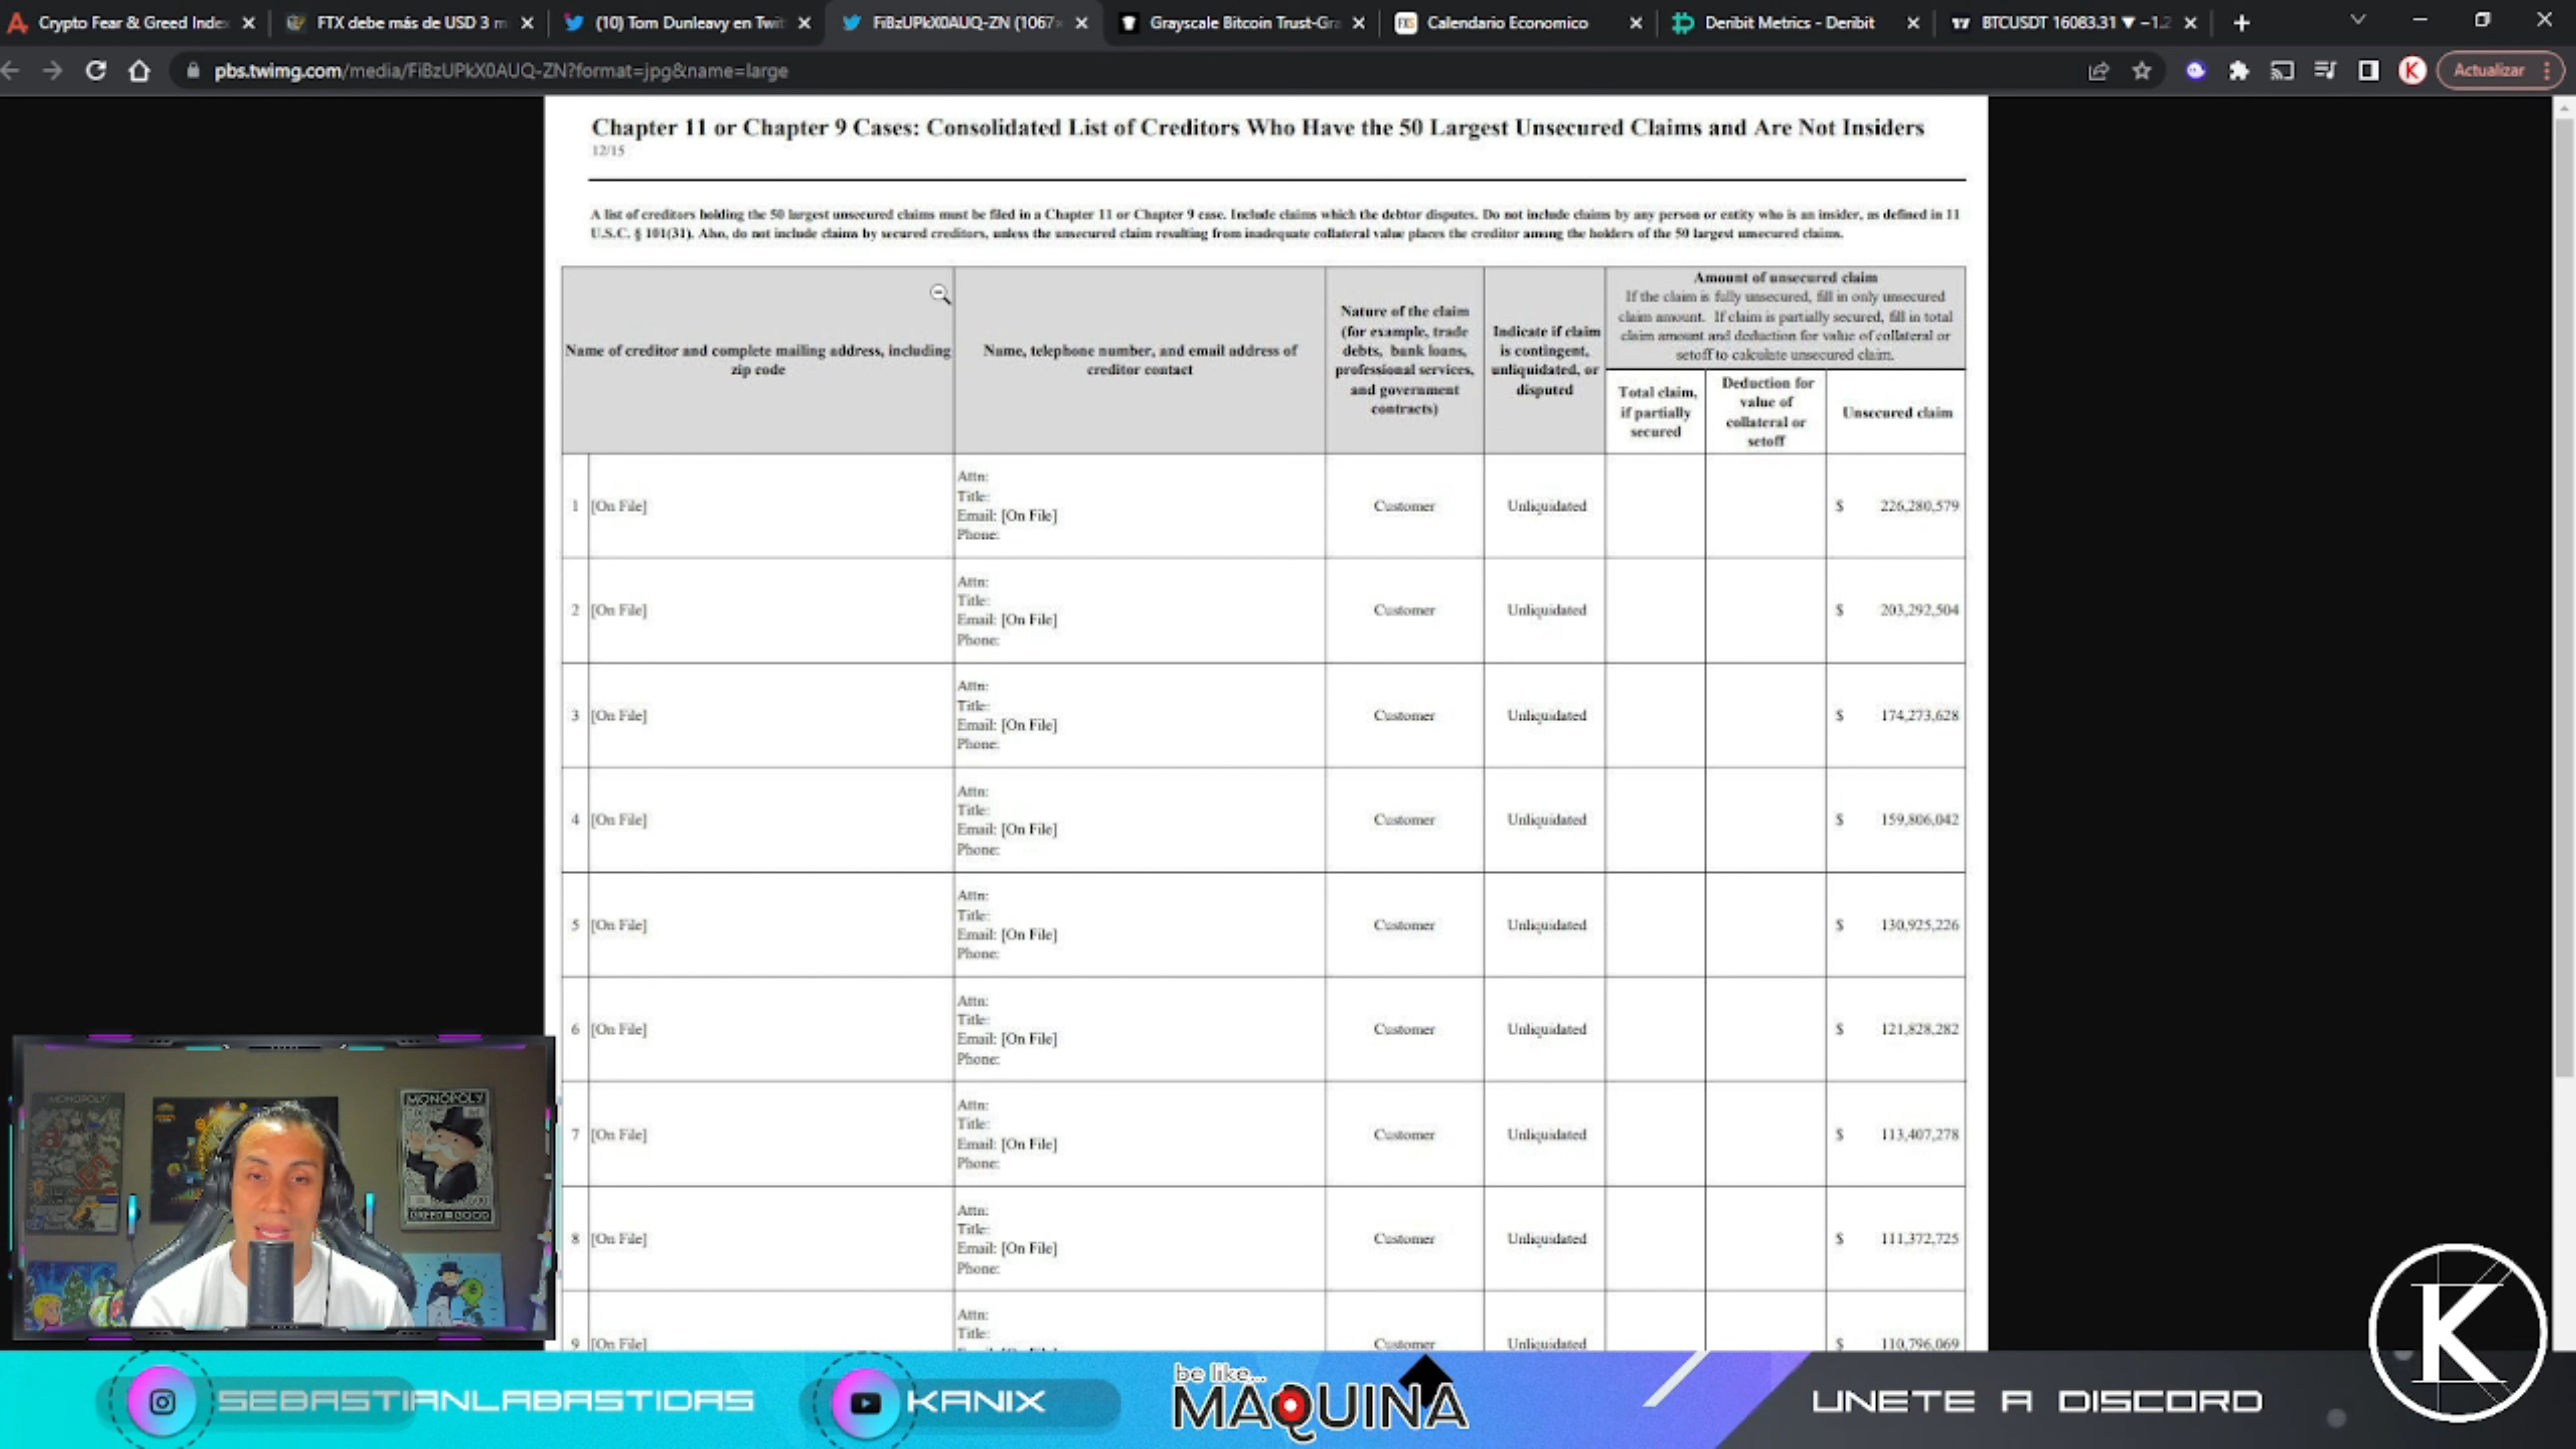 Crypto Fear & Greed Index
FTX debe más de USD 3 m
(10) Tom Dunleavy en Twit
FiBzUPkX0AUQ-ZN (1067×
Grayscale Bitcoin Trust-Gra
Calendario Economico
Deribit Metrics - Deribit
BTCUSDT 16083.31 ▼ −1.2
pbs.twimg.com/media/FiBzUPkX0AUQ-ZN?format=jpg&name=large
K
Actualizar
Chapter 11 or Chapter 9 Cases: Consolidated List of Creditors Who Have the 50 Largest Unsecured Claims and Are Not Insiders
12/15
A list of creditors holding the 50 largest unsecured claims must be filed in a Chapter 11 or Chapter 9 case. Include claims which the debtor disputes. Do not include claims by any person or entity who is an insider, as defined in 11
U.S.C. § 101(31). Also, do not include claims by secured creditors, unless the unsecured claim resulting from inadequate collateral value places the creditor among the holders of the 50 largest unsecured claims.
Name of creditor and complete mailing address, including
zip code
Name, telephone number, and email address of
creditor contact
Nature of the claim
(for example, trade
debts, bank loans,
professional services,
and government
contracts)
Indicate if claim
is contingent,
unliquidated, or
disputed
Amount of unsecured claim
If the claim is fully unsecured, fill in only unsecured
claim amount. If claim is partially secured, fill in total
claim amount and deduction for value of collateral or
setoff to calculate unsecured claim.
Total claim,
if partially
secured
Deduction for
value of
collateral or
setoff
Unsecured claim
Attn:
Title:
1 [On File] Email: [On File] Customer Unliquidated $ 226,280,579
Phone:
Attn:
Title:
2 [On File] Email: [On File] Customer Unliquidated $ 203,292,504
Phone:
Attn:
Title:
3 [On File] Email: [On File] Customer Unliquidated $ 174,273,628
Phone:
Attn:
Title:
4 [On File] Email: [On File] Customer Unliquidated $ 159,806,042
Phone:
Attn:
Title:
5 [On File] Email: [On File] Customer Unliquidated $ 130,925,226
Phone:
Attn:
Title:
6 [On File] Email: [On File] Customer Unliquidated $ 121,828,282
Phone:
Attn:
Title:
7 [On File] Email: [On File] Customer Unliquidated $ 113,407,278
Phone:
Attn:
Title:
8 [On File] Email: [On File] Customer Unliquidated $ 111,372,725
Phone:
Attn:
Title:
9 [On File] Customer Unliquidated $ 110,796,069
MONOPOLY
MONOPOLY
GREED IS GOOD
K
SEBASTIANLABASTIDAS
KANIX
be like...
MAQUINA
UNETE A DISCORD